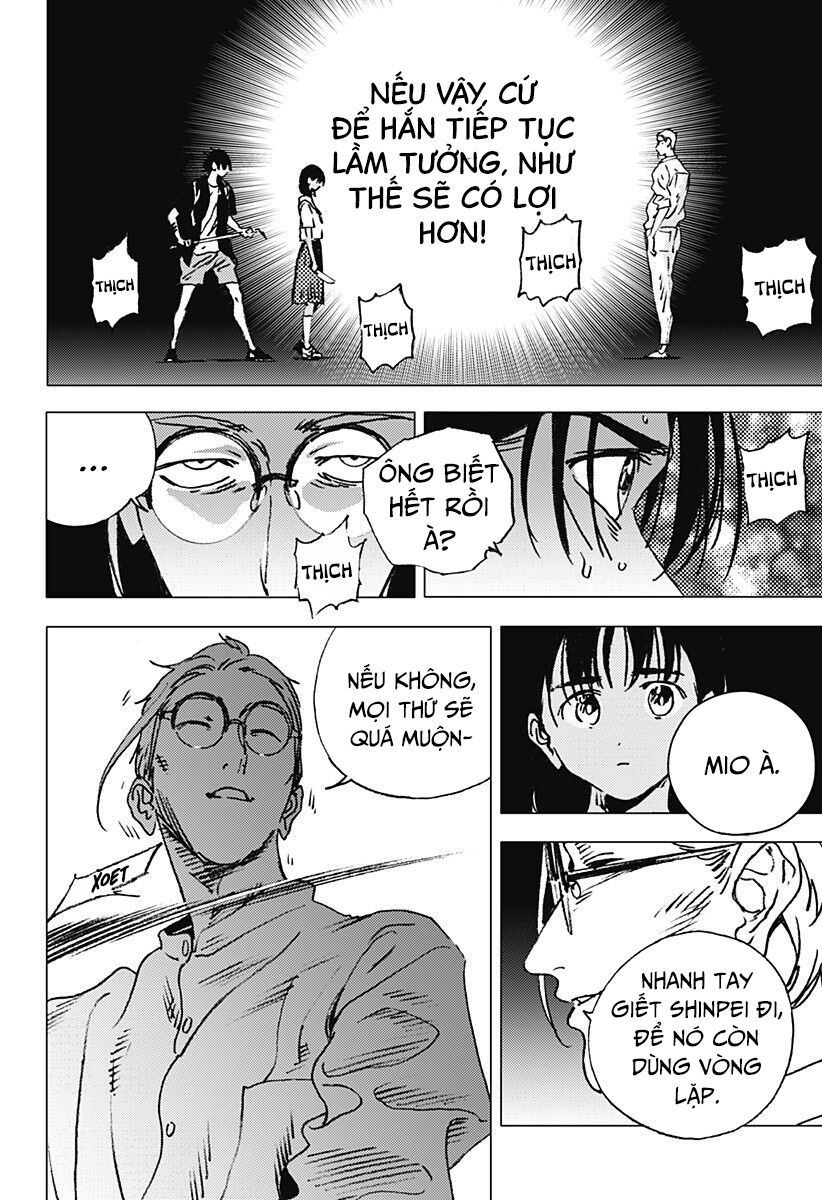 NẾU VẬY, CỨ
ĐỂ HẮN TIẾP TỤC
LẦM TƯỞNG, NHƯ
THẾ SẼ CÓ LỢI
HƠN!
THỊCH
THỊCH
THỊCH
THỊCH
THỊCH
ÔNG BIẾT
HẾT RỒI
À?
...
THỊCH
MIO À.
NHANH TAY
GIẾT SHINPEI ĐI,
ĐỂ NÓ CÒN
DÙNG VÒNG
LẶP.
NẾU KHÔNG,
MỌI THỨ SẼ
QUÁ MUỘN-
XOẸT